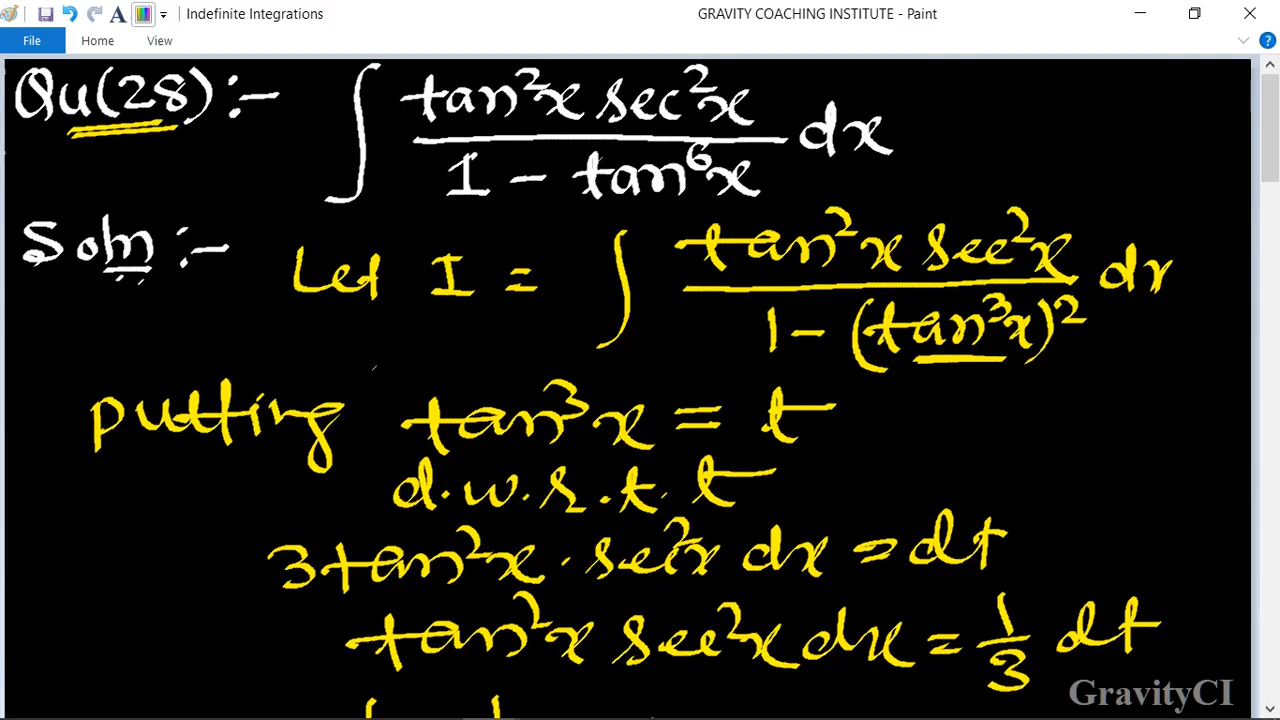 Indefinite Integrations
GRAVITY COACHING INSTITUTE - Paint
File Home View
Qu(28):- ∫ tan²x sec²x / 1 - tan⁶x dx
Soln :- Let I = ∫ tan²x sec²x / 1 - (tan³x)² dx
putting tan³x = t
d.w.r.t. t
3tan²x · sec²x dx = dt
tan²x sec²x dx = 1/3 dt
GravityCI